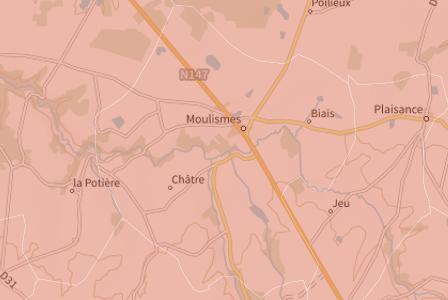 Poilieux
D
N147
Moulismes
Biais
Plaisance
la Potière
Châtre
Jeu
D31